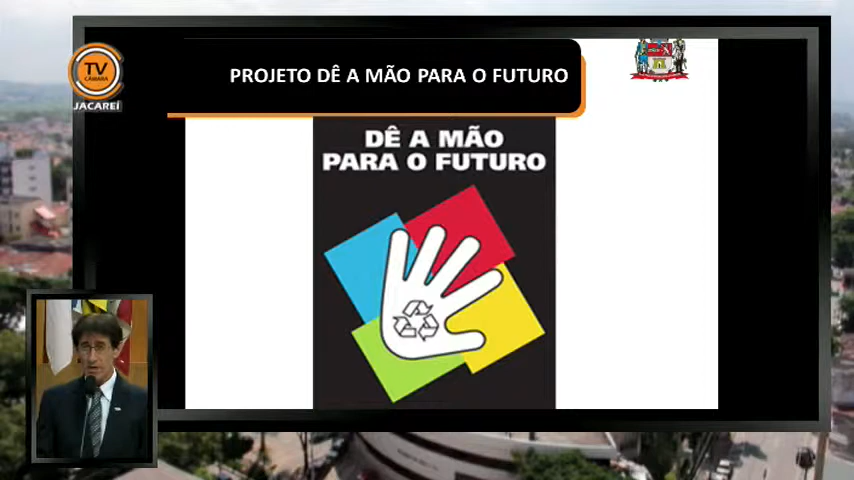 TV
CÂMARA
JACAREÍ
PROJETO DÊ A MÃO PARA O FUTURO
DÊ A MÃO
PARA O FUTURO